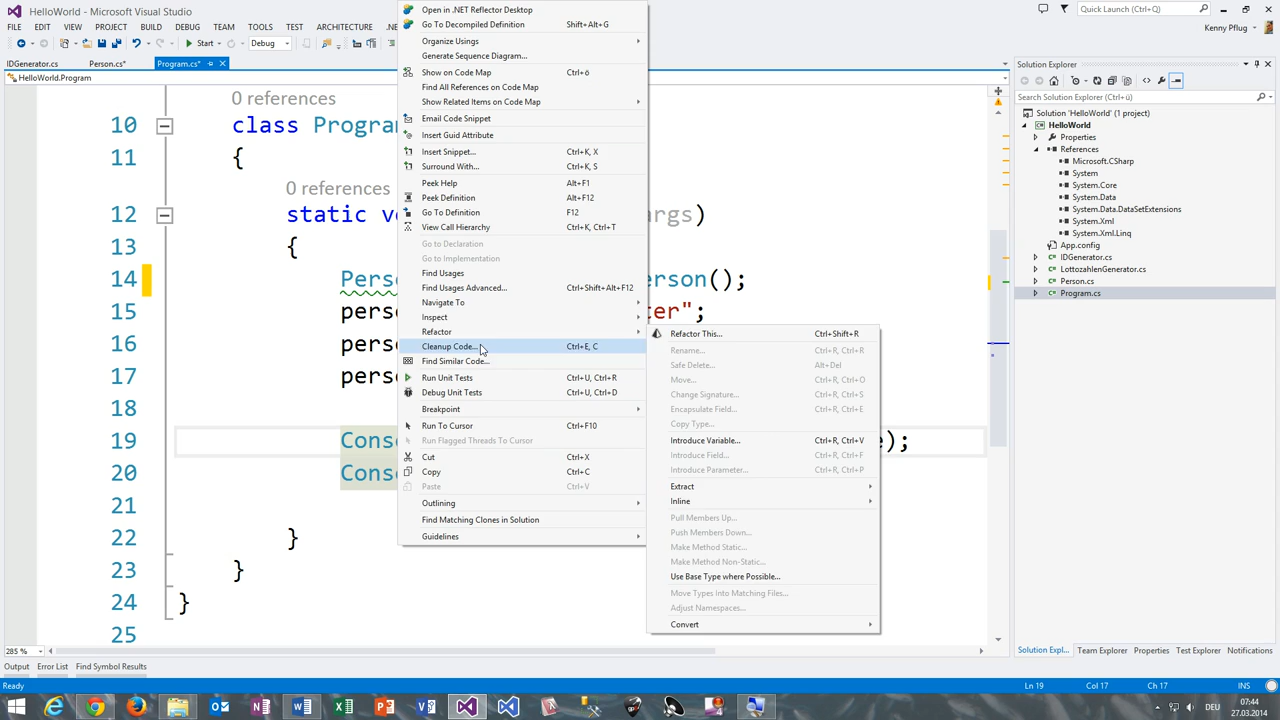 HelloWorld - Microsoft Visual Studio
Quick Launch (Ctrl+Q)
FILE EDIT VIEW PROJECT BUILD DEBUG TEAM TOOLS TEST ARCHITECTURE .NE
Kenny Pflug
Start Debug
IDGenerator.cs Person.cs* Program.cs*
HelloWorld.Program
0 references
10 class Program
11 {
0 references
12 static vo args)
13 {
14 Pers erson();
15 perso ter";
16 perso
17 perso
18
19 Conso e);
20 Conso
21
22 }
23 }
24 }
25
285 %
Open in .NET Reflector Desktop
Go To Decompiled Definition Shift+Alt+G
Organize Usings
Generate Sequence Diagram...
Show on Code Map Ctrl+6
Find All References on Code Map
Show Related Items on Code Map
Email Code Snippet
Insert Guid Attribute
Insert Snippet... Ctrl+K, X
Surround With... Ctrl+K, S
Peek Help Alt+F1
Peek Definition Alt+F12
Go To Definition F12
View Call Hierarchy Ctrl+K, Ctrl+T
Go to Declaration
Go to Implementation
Find Usages
Find Usages Advanced... Ctrl+Shift+Alt+F12
Navigate To
Inspect
Refactor
Cleanup Code... Ctrl+E, C
Find Similar Code...
Run Unit Tests Ctrl+U, Ctrl+R
Debug Unit Tests Ctrl+U, Ctrl+D
Breakpoint
Run To Cursor Ctrl+F10
Run Flagged Threads To Cursor
Cut Ctrl+X
Copy Ctrl+C
Paste Ctrl+V
Outlining
Find Matching Clones in Solution
Guidelines
Refactor This... Ctrl+Shift+R
Rename... Ctrl+R, Ctrl+R
Safe Delete... Alt+Del
Move... Ctrl+R, Ctrl+O
Change Signature... Ctrl+R, Ctrl+S
Encapsulate Field... Ctrl+R, Ctrl+E
Copy Type...
Introduce Variable... Ctrl+R, Ctrl+V
Introduce Field... Ctrl+R, Ctrl+F
Introduce Parameter... Ctrl+R, Ctrl+P
Extract
Inline
Pull Members Up...
Push Members Down...
Make Method Static...
Make Method Non-Static...
Use Base Type where Possible...
Move Types Into Matching Files...
Adjust Namespaces...
Convert
Solution Explorer
Search Solution Explorer (Ctrl+ü)
Solution 'HelloWorld' (1 project)
HelloWorld
Properties
References
Microsoft.CSharp
System
System.Core
System.Data
System.Data.DataSetExtensions
System.Xml
System.Xml.Linq
App.config
IDGenerator.cs
LottozahlenGenerator.cs
Person.cs
Program.cs
Solution Expl... Team Explorer Properties Test Explorer Notifications
Output Error List Find Symbol Results
Ready Ln 19 Col 17 Ch 17 INS
DE 07:44
27.03.2014